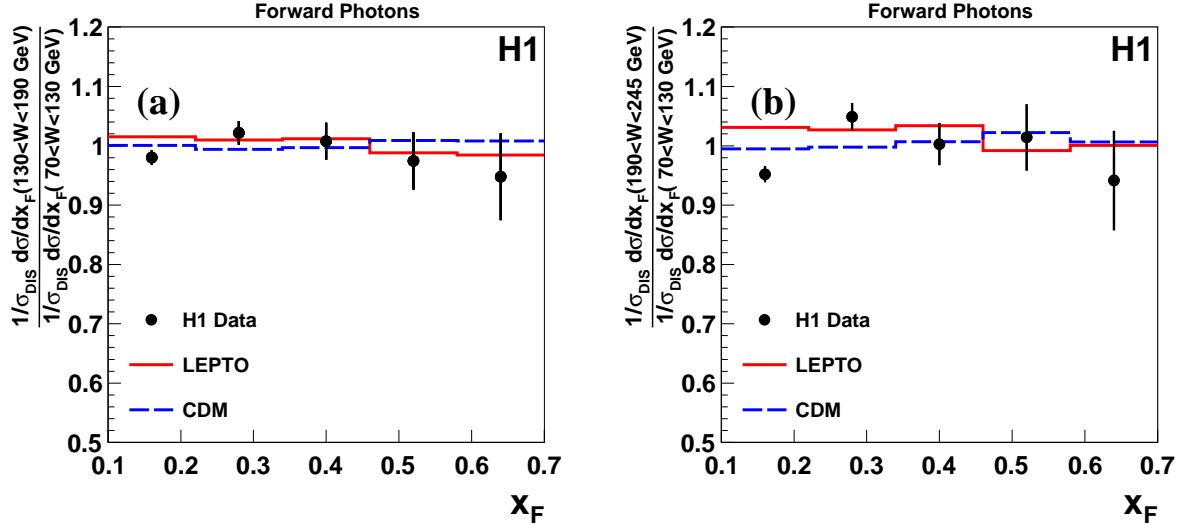 Forward Photons
H1
(a)
1/σDIS dσ/dxF(130<W<190 GeV)
1/σDIS dσ/dxF( 70<W<130 GeV)
1.2
1.1
1
0.9
0.8
0.7
0.6
0.5
H1 Data
LEPTO
CDM
0.1 0.2 0.3 0.4 0.5 0.6 0.7
xF
Forward Photons
H1
(b)
1/σDIS dσ/dxF(190<W<245 GeV)
1/σDIS dσ/dxF( 70<W<130 GeV)
1.2
1.1
1
0.9
0.8
0.7
0.6
0.5
H1 Data
LEPTO
CDM
0.1 0.2 0.3 0.4 0.5 0.6 0.7
xF